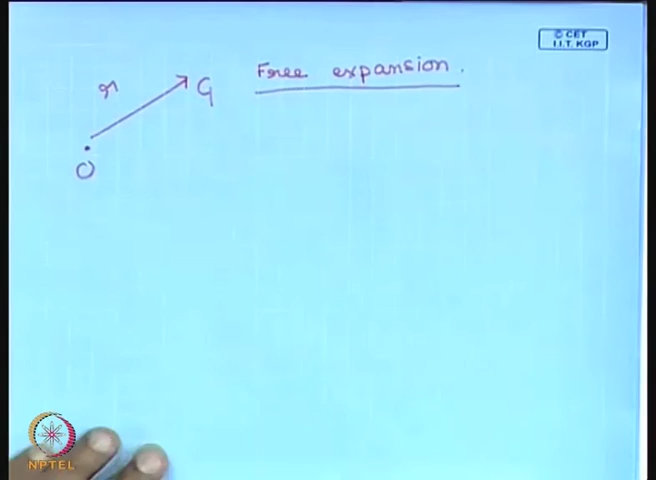 © CET
I.I.T. KGP
Free expansion.
r
G
O
NPTEL